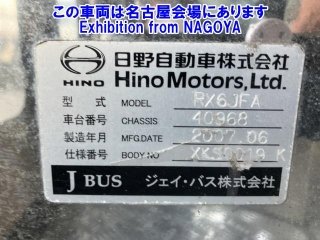 この車両は名古屋会場にあります
Exhibition from NAGOYA
HINO 日野自動車株式会社
Hino Motors, Ltd.
型式 MODEL RX6JFA
車台番号 CHASSIS 40968
製造年月 MFG.DATE 2007.06
仕様番号 BODY NO
J BUS ジェイ・バス株式会社